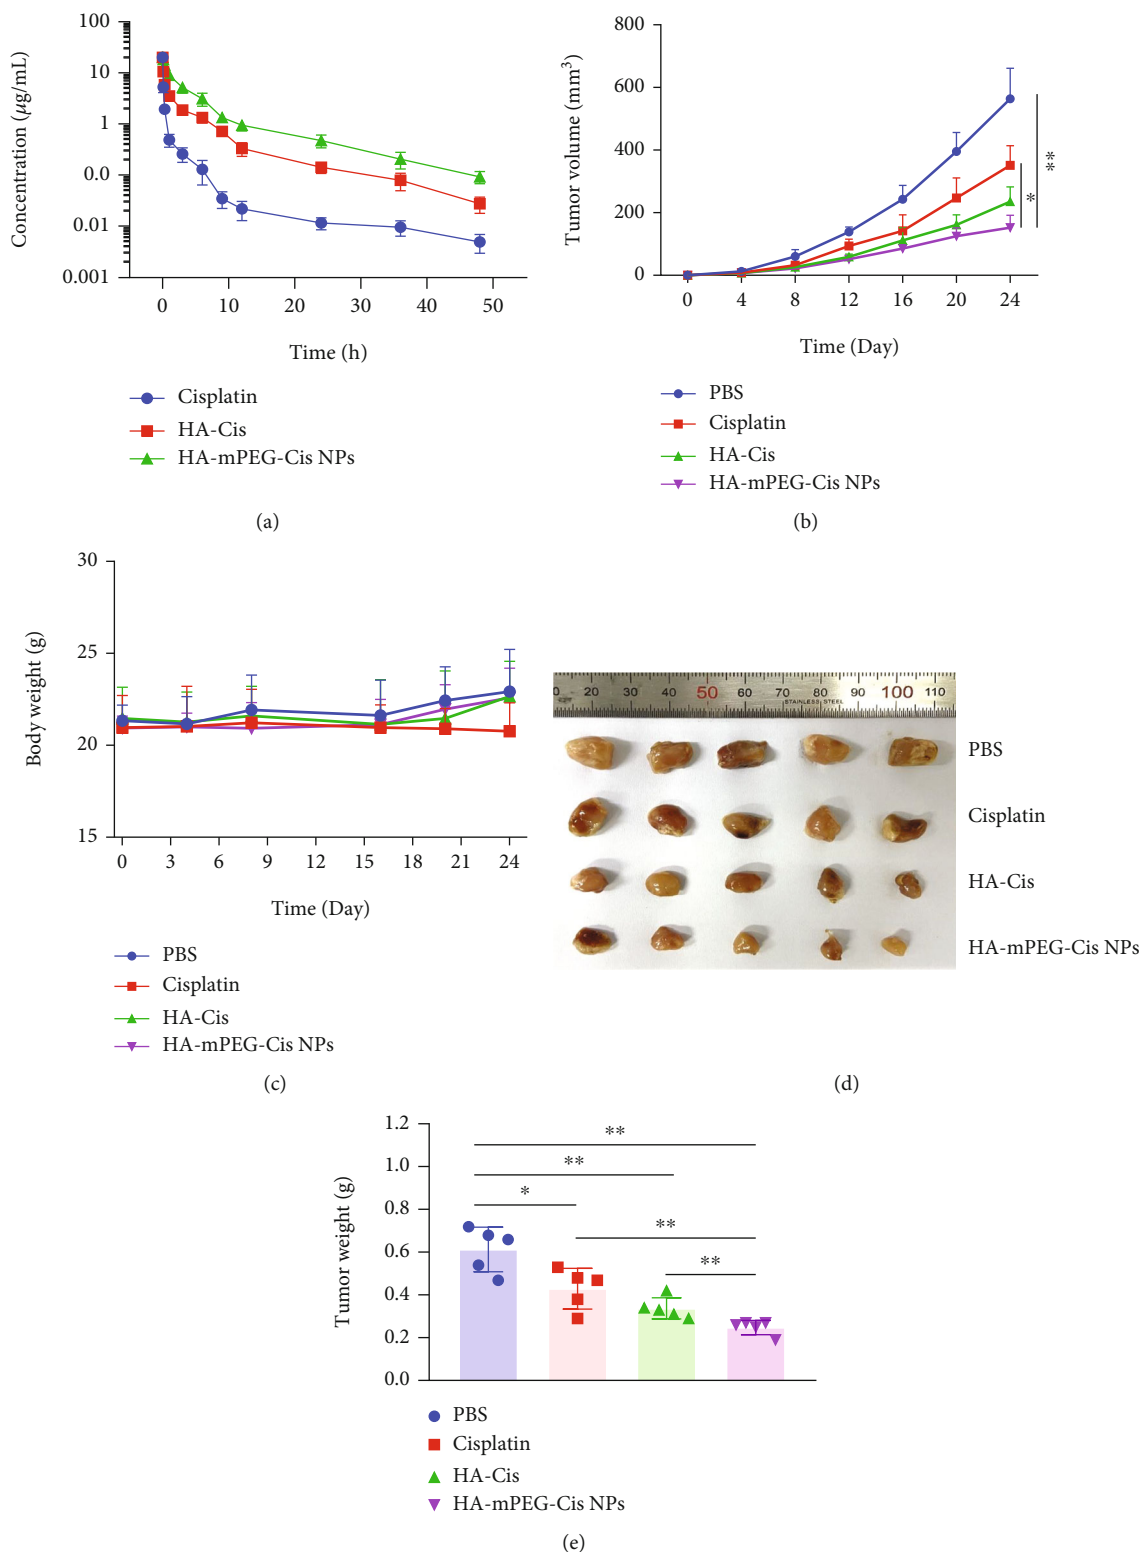 100
10
1
0.0
0.01
0.001
Concentration (μg/mL)
0 10 20 30 40 50
Time (h)
Cisplatin
HA-Cis
HA-mPEG-Cis NPs
(a)
800
600
400
200
0
Tumor volume (mm³)
**
*
0 4 8 12 16 20 24
Time (Day)
PBS
Cisplatin
HA-Cis
HA-mPEG-Cis NPs
(b)
30
25
20
15
Body weight (g)
0 3 6 9 12 15 18 21 24
Time (Day)
PBS
Cisplatin
HA-Cis
HA-mPEG-Cis NPs
(c)
0 20 30 40 50 60 70 80 90 100 110
STAINLESS STEEL
PBS
Cisplatin
HA-Cis
HA-mPEG-Cis NPs
(d)
1.2
1.0
0.8
0.6
0.4
0.2
0.0
Tumor weight (g)
**
**
*
**
**
PBS
Cisplatin
HA-Cis
HA-mPEG-Cis NPs
(e)